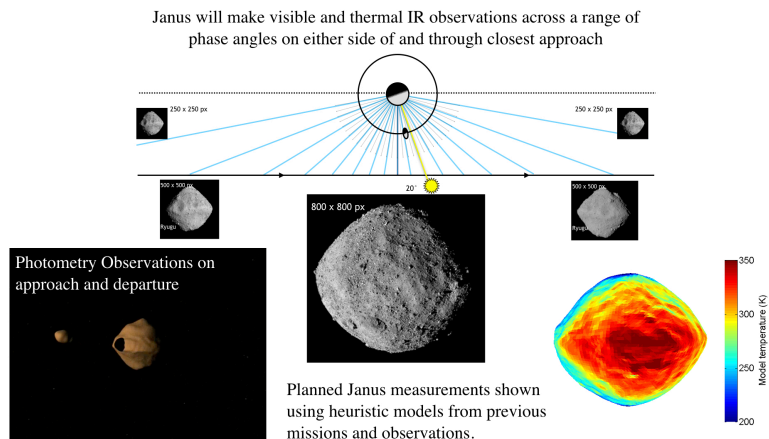 Janus will make visible and thermal IR observations across a range of
phase angles on either side of and through closest approach
250 x 250 px
250 x 250 px
500 x 500 px
Ryugu
20°
500 x 500 px
Ryugu
800 x 800 px
Photometry Observations on
approach and departure
350
300
250
200
Model temperature (K)
Planned Janus measurements shown
using heuristic models from previous
missions and observations.